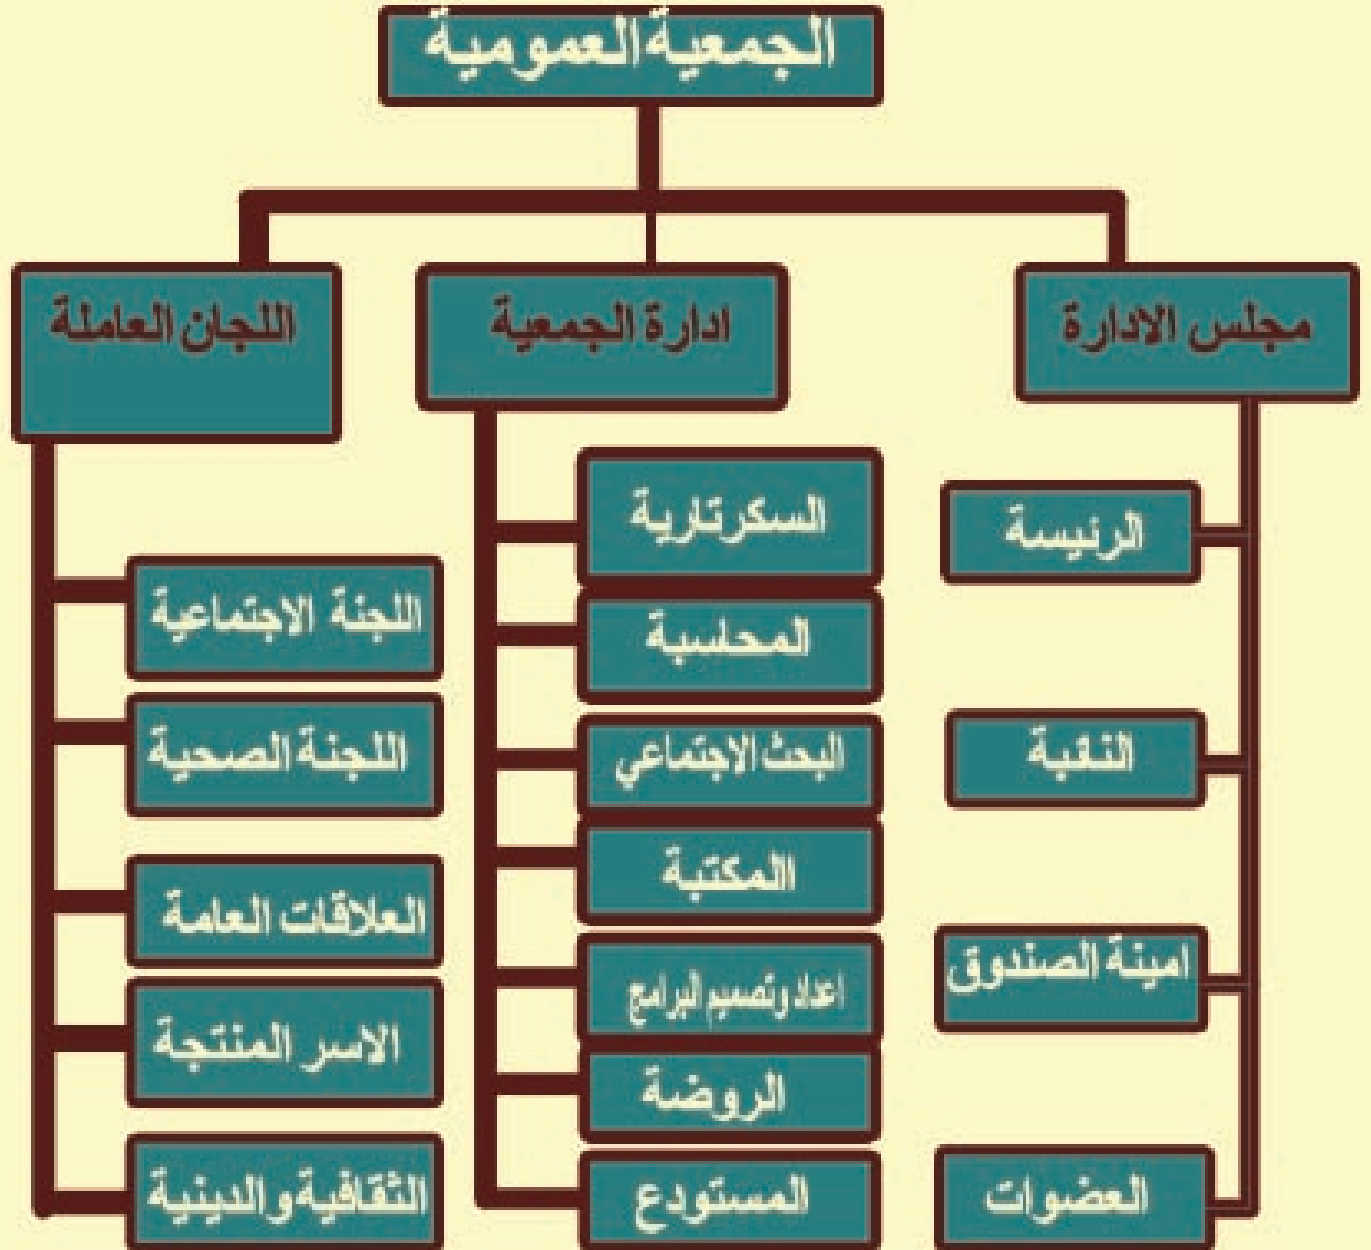 الجمعية العمومية
مجلس الادارة
الرئيسة
النائبة
امينة الصندوق
العضوات
ادارة الجمعية
السكرتارية
المحاسبة
البحث الاجتماعي
المكتبة
اعداد وتصميم البرامج
الروضة
المستودع
اللجان العاملة
اللجنة الاجتماعية
اللجنة الصحية
العلاقات العامة
الاسر المنتجة
الثقافية والدينية